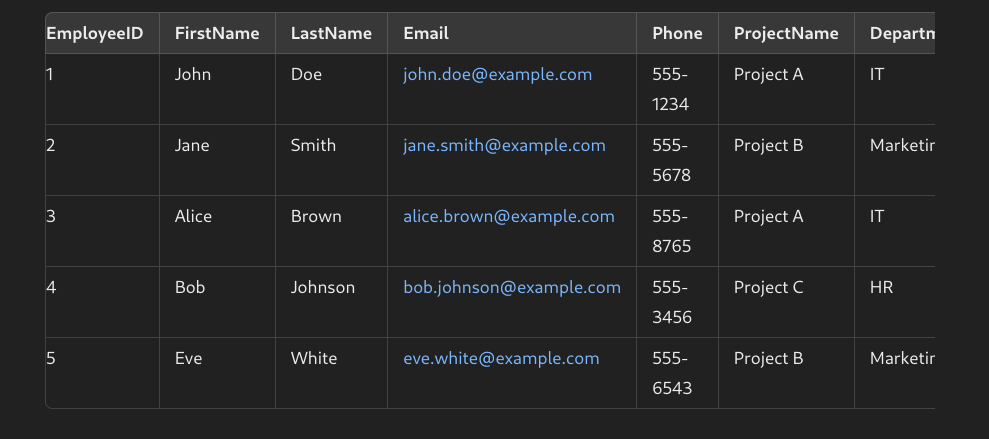 EmployeeID FirstName LastName Email Phone ProjectName Departm
1 John Doe john.doe@example.com 555- Project A IT
1234
2 Jane Smith jane.smith@example.com 555- Project B Marketin
5678
3 Alice Brown alice.brown@example.com 555- Project A IT
8765
4 Bob Johnson bob.johnson@example.com 555- Project C HR
3456
5 Eve White eve.white@example.com 555- Project B Marketin
6543